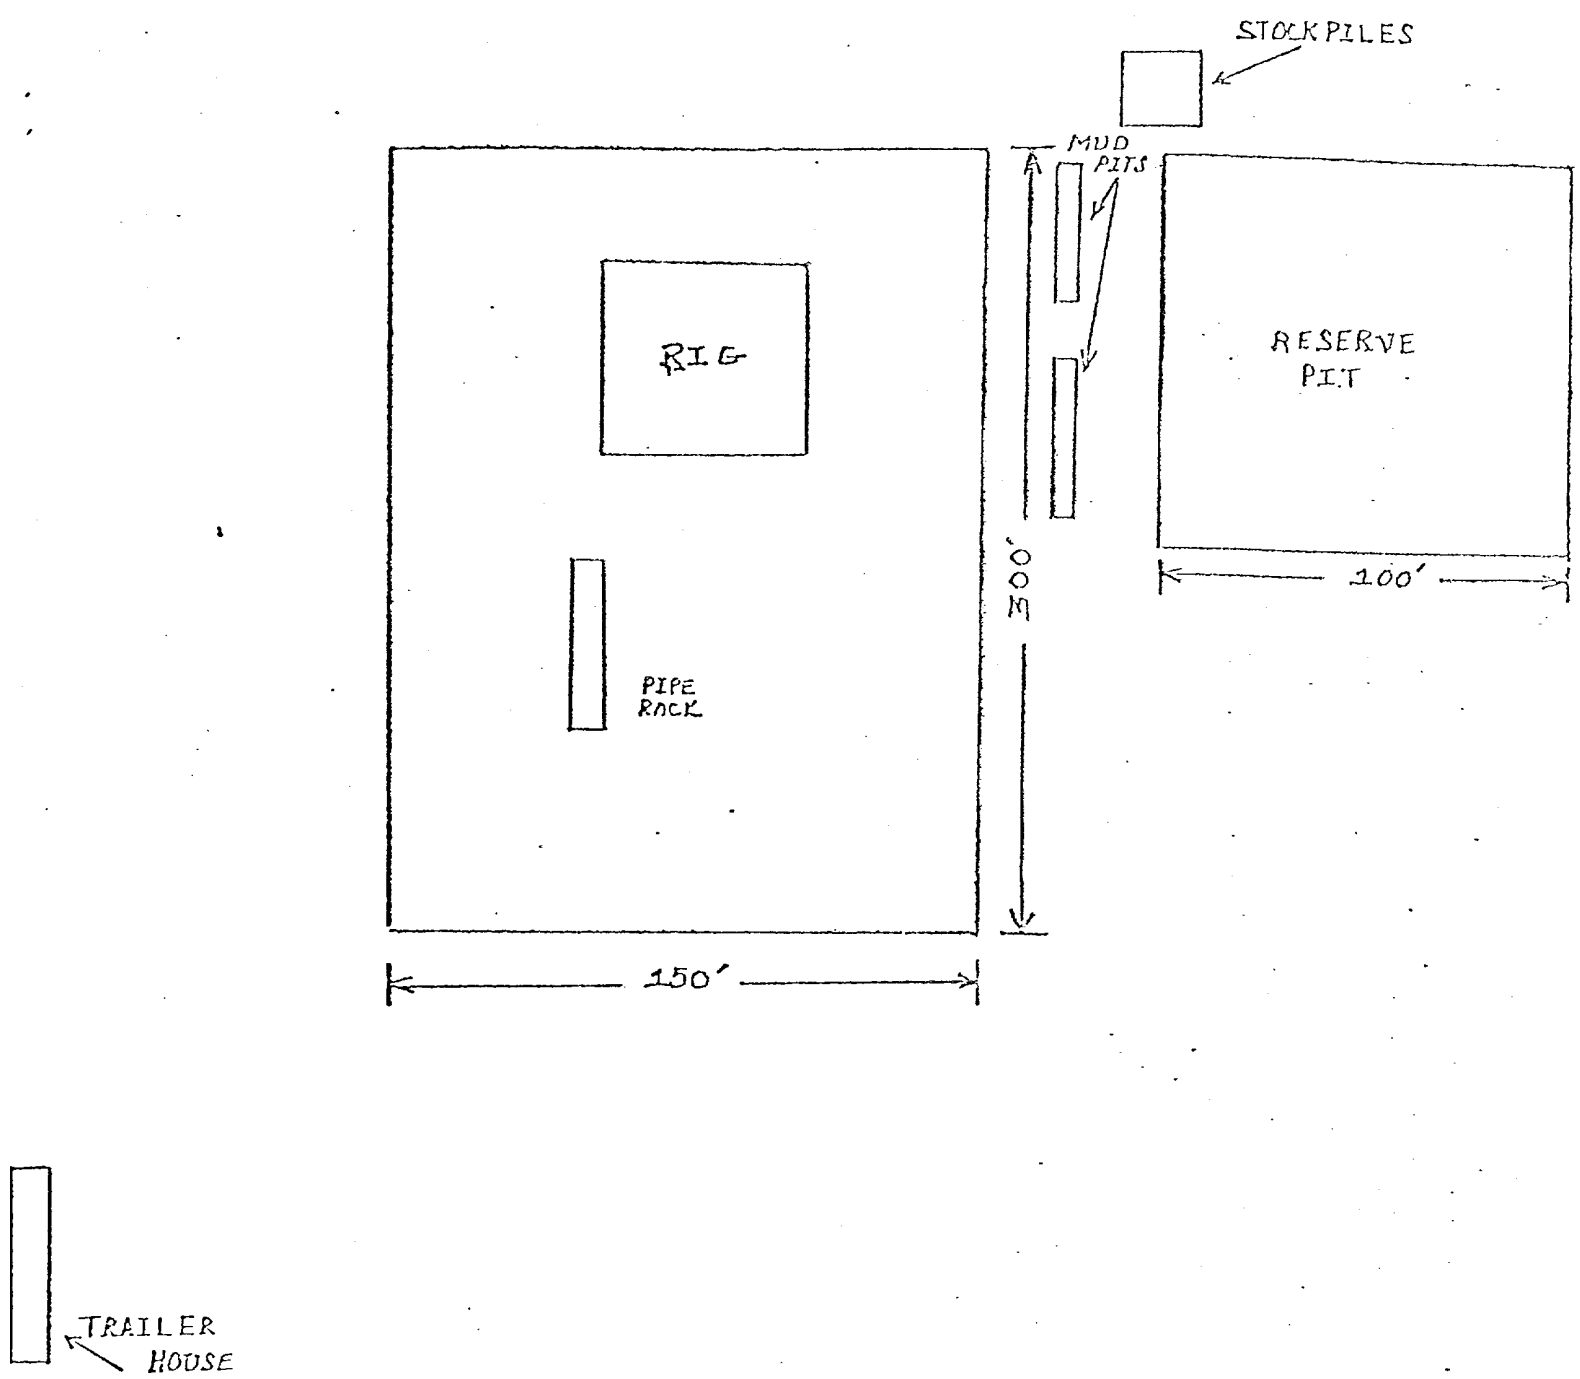 STOCKPILES
MUD
PITS
RIG
RESERVE
PIT
300'
100'
PIPE
RACK
150'
TRAILER
HOUSE